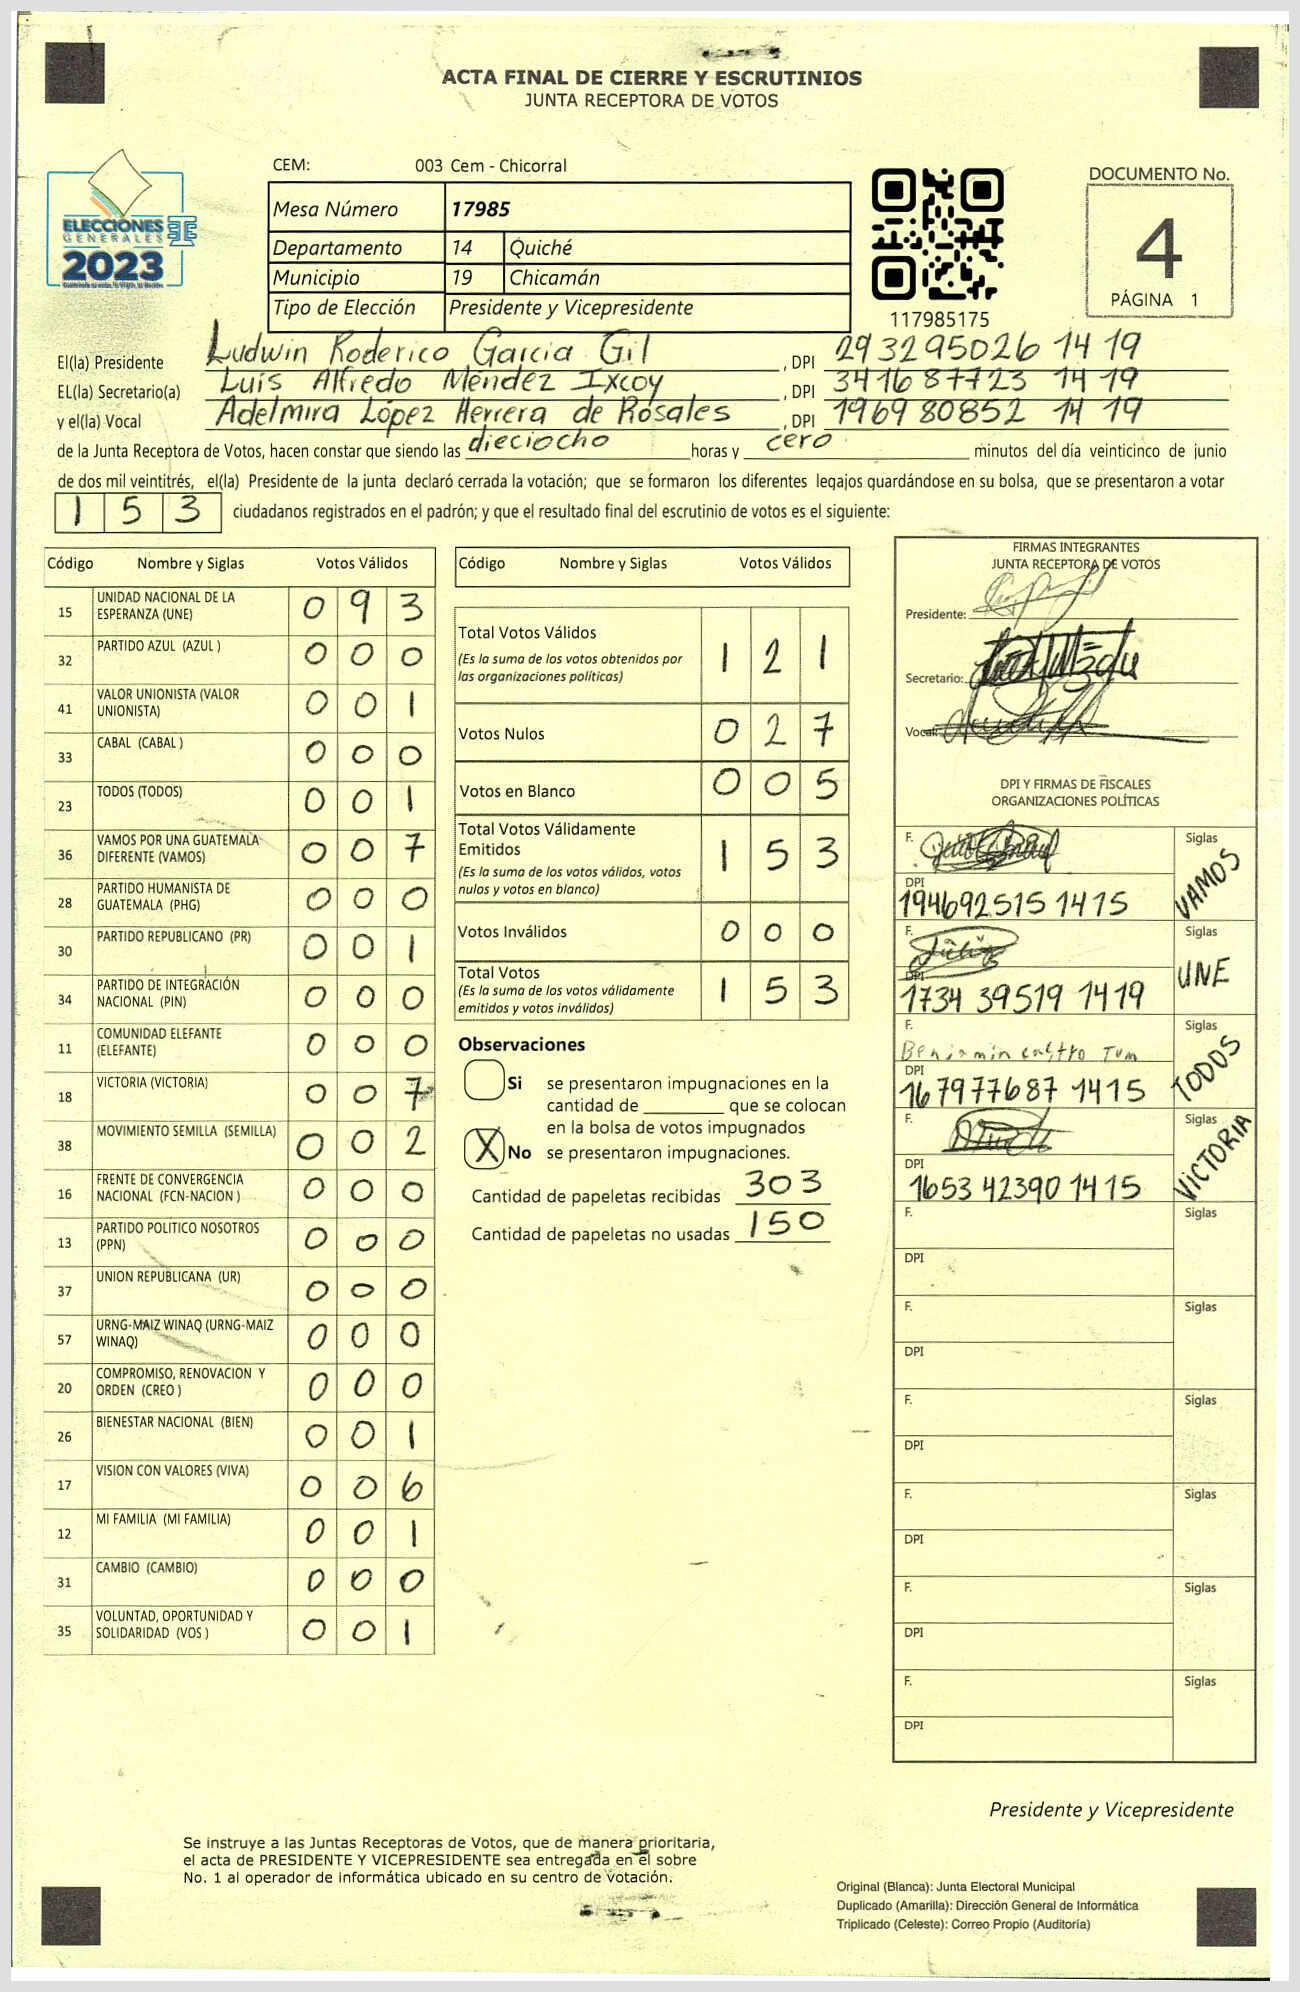 ACTA FINAL DE CIERRE Y ESCRUTINIOS
JUNTA RECEPTORA DE VOTOS
ELECCIONES
GENERALES
2023
CEM: 003 Cem - Chicorral
Mesa Número 17985
Departamento 14 Quiché
Municipio 19 Chicamán
Tipo de Elección Presidente y Vicepresidente
117985175
DOCUMENTO No.
4
PÁGINA 1
El(la) Presidente Ludwin Roderico Garcia Gil , DPI 293295026 14 19
EL(la) Secretario(a) Luis Alfredo Méndez Ixcoy , DPI 341687723 14 19
y el(la) Vocal Adelmira López Herrera de Rosales , DPI 196980852 14 19
de la Junta Receptora de Votos, hacen constar que siendo las dieciocho horas y cero minutos del día veinticinco de junio
de dos mil veintitrés, el(la) Presidente de la junta declaró cerrada la votación; que se formaron los diferentes legajos guardándose en su bolsa, que se presentaron a votar
153 ciudadanos registrados en el padrón; y que el resultado final del escrutinio de votos es el siguiente:
Código Nombre y Siglas Votos Válidos
15 UNIDAD NACIONAL DE LA ESPERANZA (UNE) 0 9 3
32 PARTIDO AZUL (AZUL ) 0 0 0
41 VALOR UNIONISTA (VALOR UNIONISTA) 0 0 1
33 CABAL (CABAL ) 0 0 0
23 TODOS (TODOS) 0 0 1
36 VAMOS POR UNA GUATEMALA DIFERENTE (VAMOS) 0 0 7
28 PARTIDO HUMANISTA DE GUATEMALA (PHG) 0 0 0
30 PARTIDO REPUBLICANO (PR) 0 0 1
34 PARTIDO DE INTEGRACIÓN NACIONAL (PIN) 0 0 0
11 COMUNIDAD ELEFANTE (ELEFANTE) 0 0 0
18 VICTORIA (VICTORIA) 0 0 7
38 MOVIMIENTO SEMILLA (SEMILLA) 0 0 2
16 FRENTE DE CONVERGENCIA NACIONAL (FCN-NACION ) 0 0 0
13 PARTIDO POLITICO NOSOTROS (PPN) 0 0 0
37 UNION REPUBLICANA (UR) 0 0 0
57 URNG-MAIZ WINAQ (URNG-MAIZ WINAQ) 0 0 0
20 COMPROMISO, RENOVACION Y ORDEN (CREO ) 0 0 0
26 BIENESTAR NACIONAL (BIEN) 0 0 1
17 VISION CON VALORES (VIVA) 0 0 6
12 MI FAMILIA (MI FAMILIA) 0 0 1
31 CAMBIO (CAMBIO) 0 0 0
35 VOLUNTAD, OPORTUNIDAD Y SOLIDARIDAD (VOS ) 0 0 1
Código Nombre y Siglas Votos Válidos
Total Votos Válidos 1 2 1
(Es la suma de los votos obtenidos por
las organizaciones políticas)
Votos Nulos 0 2 7
Votos en Blanco 0 0 5
Total Votos Válidamente
Emitidos 1 5 3
(Es la suma de los votos válidos, votos
nulos y votos en blanco)
Votos Inválidos 0 0 0
Total Votos 1 5 3
(Es la suma de los votos válidamente
emitidos y votos inválidos)
Observaciones
Si se presentaron impugnaciones en la
cantidad de ________ que se colocan
en la bolsa de votos impugnados
X No se presentaron impugnaciones.
Cantidad de papeletas recibidas 303
Cantidad de papeletas no usadas 150
FIRMAS INTEGRANTES
JUNTA RECEPTORA DE VOTOS
Presidente:
Secretario:
Vocal:
DPI Y FIRMAS DE FISCALES
ORGANIZACIONES POLÍTICAS
F. Siglas VAMOS
DPI
194692515 1415
F. Siglas UNE
DPI
1734 39519 1419
F. Siglas TODOS
Benjamin castro Tum
DPI
167977687 1415
F. Siglas VICTORIA
DPI
1653 42390 1415
F. Siglas
DPI
F. Siglas
DPI
F. Siglas
DPI
F. Siglas
DPI
F. Siglas
DPI
F. Siglas
DPI
Presidente y Vicepresidente
Se instruye a las Juntas Receptoras de Votos, que de manera prioritaria,
el acta de PRESIDENTE Y VICEPRESIDENTE sea entregada en el sobre
No. 1 al operador de informática ubicado en su centro de votación.
Original (Blanca): Junta Electoral Municipal
Duplicado (Amarilla): Dirección General de Informática
Triplicado (Celeste): Correo Propio (Auditoría)